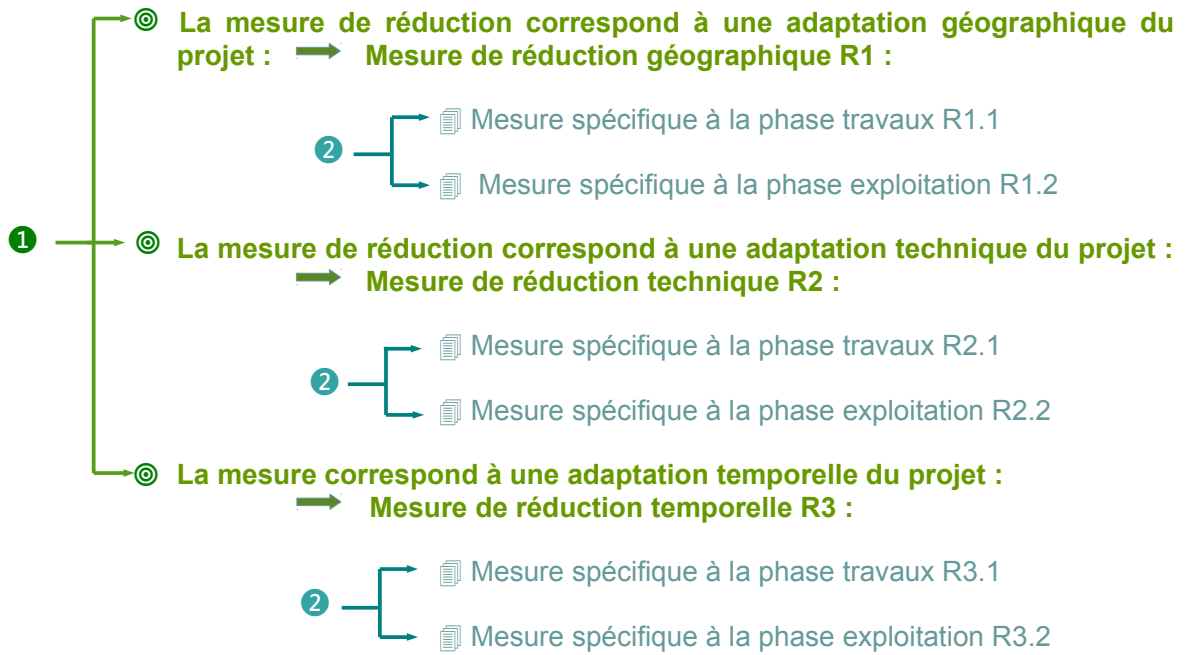 La mesure de réduction correspond à une adaptation géographique du
projet : Mesure de réduction géographique R1 :
Mesure spécifique à la phase travaux R1.1
2
Mesure spécifique à la phase exploitation R1.2
1
La mesure de réduction correspond à une adaptation technique du projet :
Mesure de réduction technique R2 :
Mesure spécifique à la phase travaux R2.1
2
Mesure spécifique à la phase exploitation R2.2
La mesure correspond à une adaptation temporelle du projet :
Mesure de réduction temporelle R3 :
Mesure spécifique à la phase travaux R3.1
2
Mesure spécifique à la phase exploitation R3.2